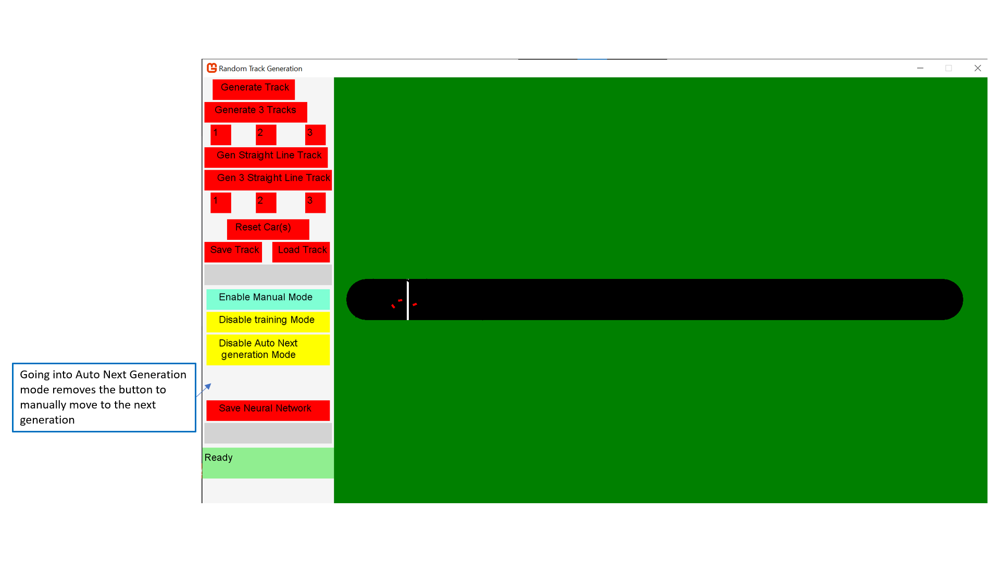 Random Track Generation
Generate Track
Generate 3 Tracks
1 2 3
Gen Straight Line Track
Gen 3 Straight Line Track
1 2 3
Reset Car(s)
Save Track Load Track
Enable Manual Mode
Disable training Mode
Disable Auto Next
generation Mode
Going into Auto Next Generation
mode removes the button to
manually move to the next
generation
Save Neural Network
Ready